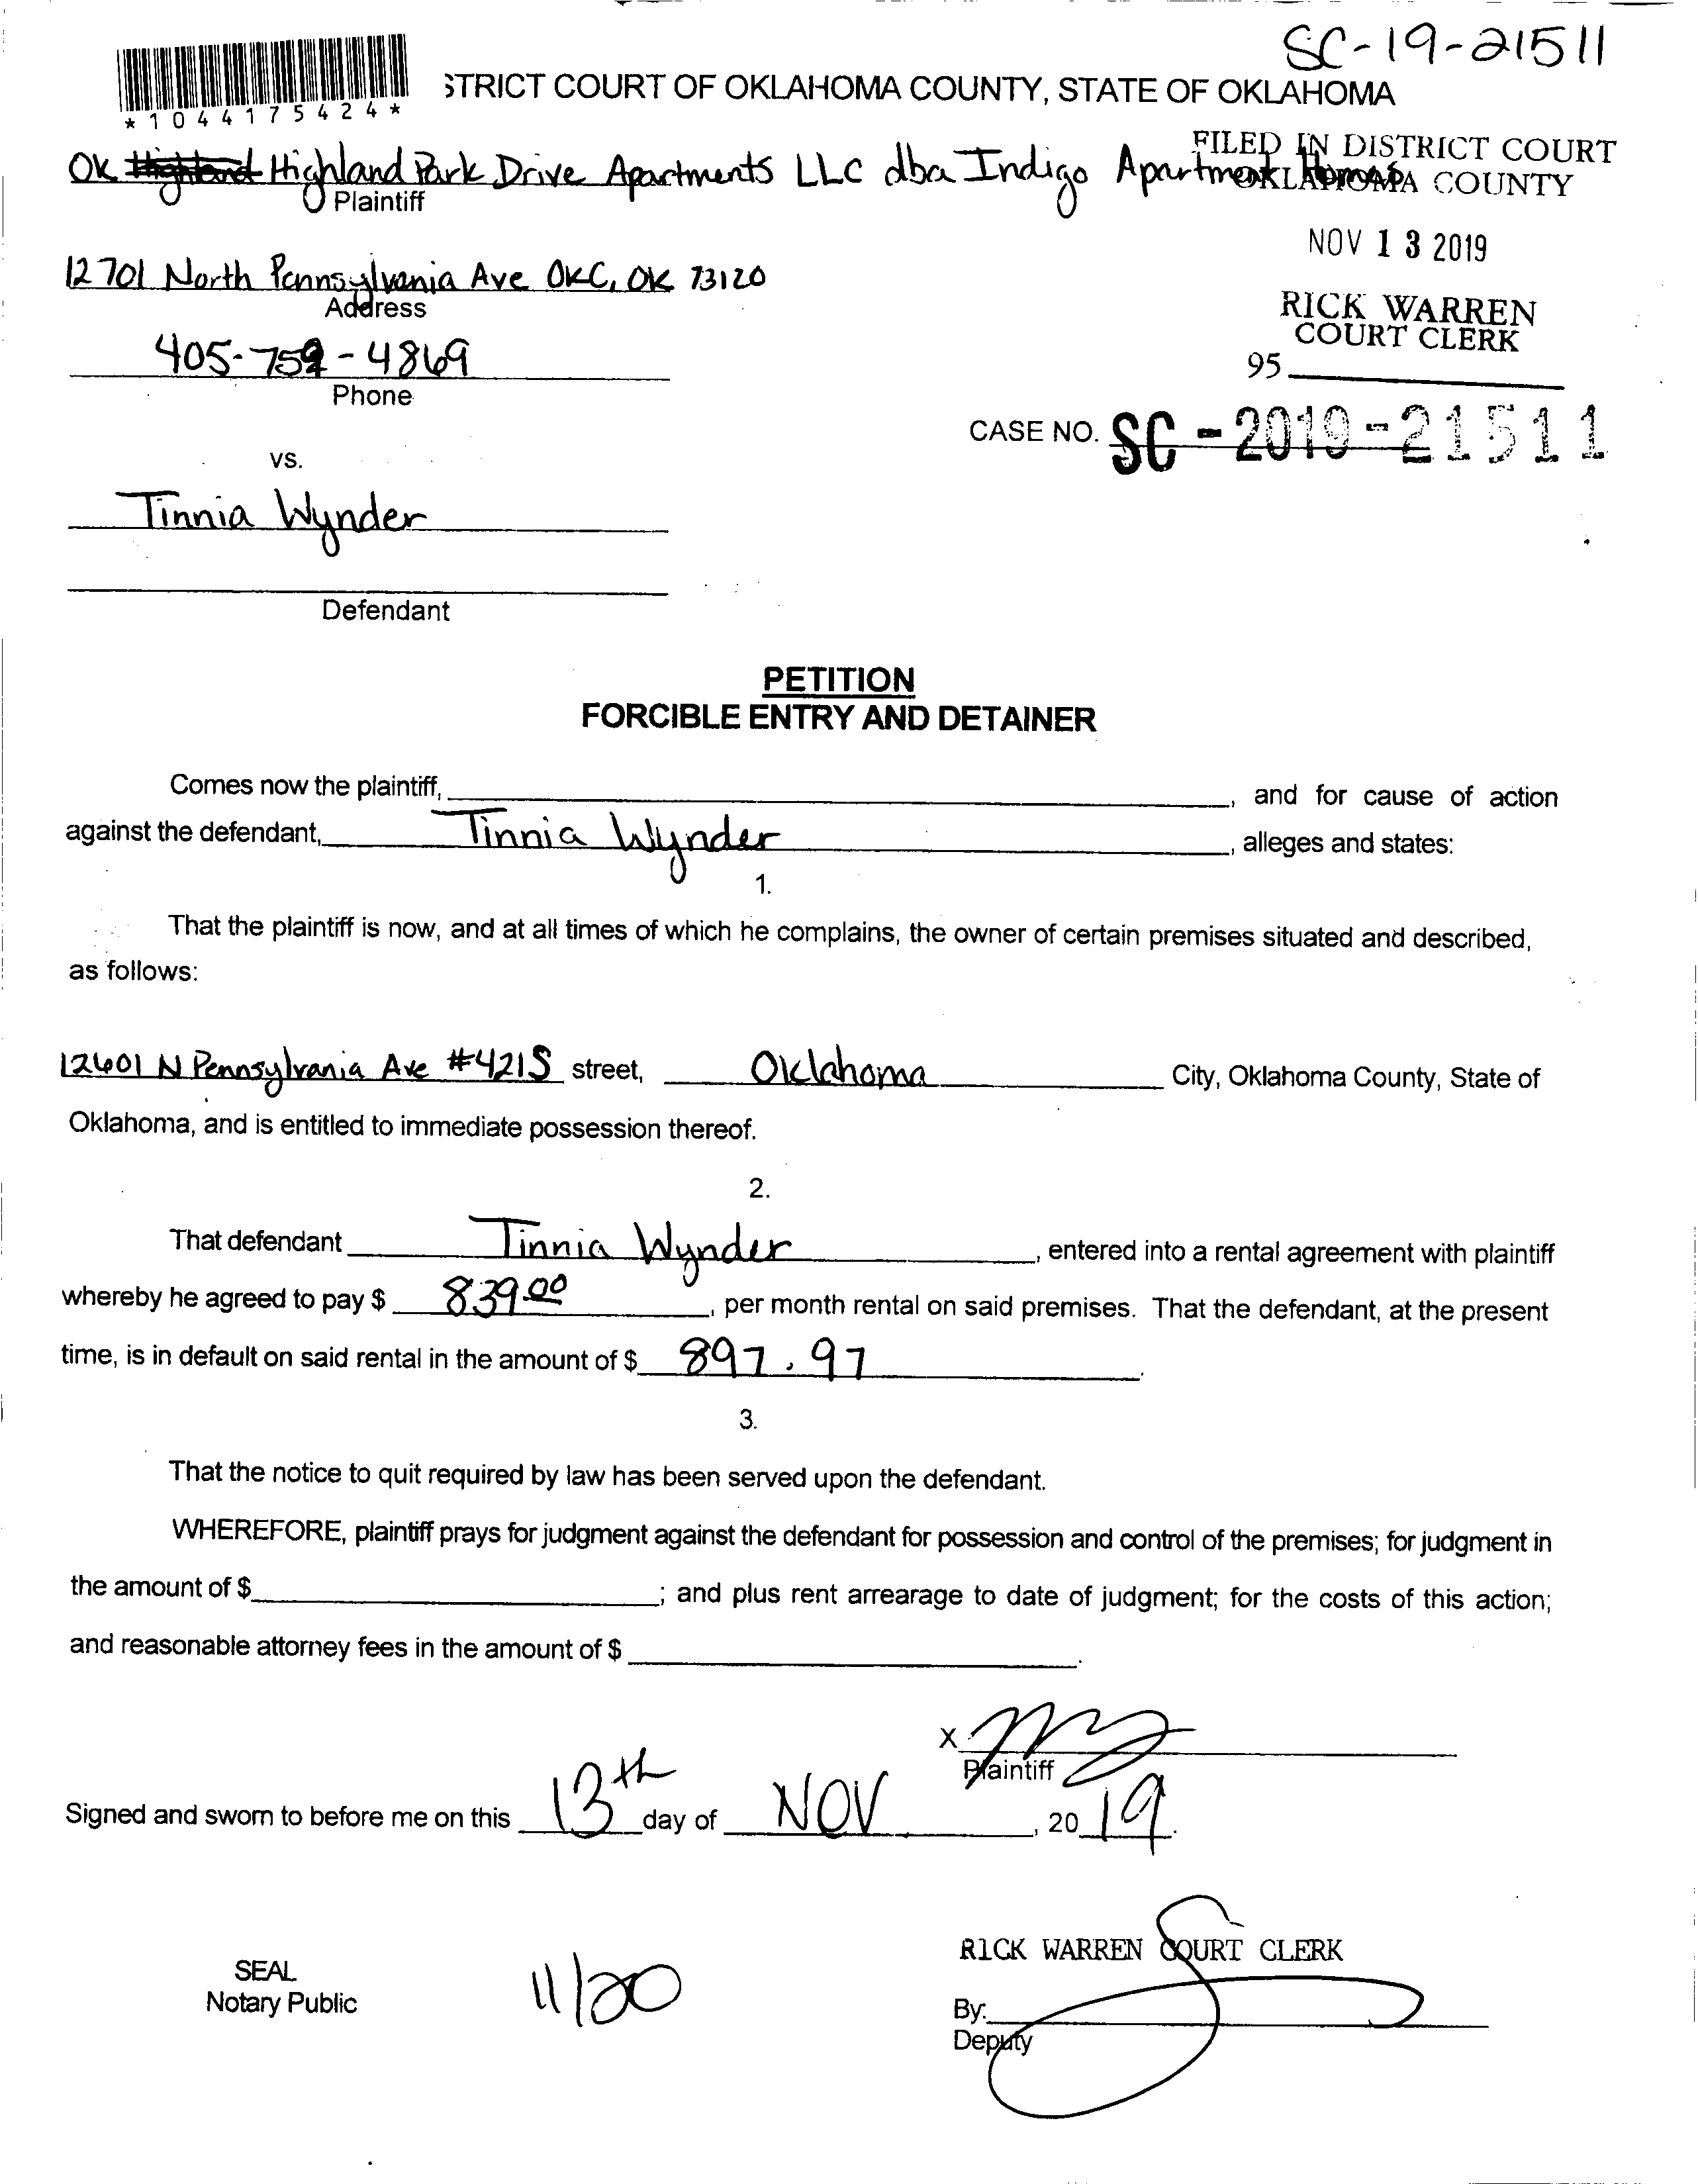 SC-19-21511
*1044175424*
STRICT COURT OF OKLAHOMA COUNTY, STATE OF OKLAHOMA
FILED IN DISTRICT COURT
OKLAHOMA COUNTY
OK Highland Highland Park Drive Apartments LLC dba Indigo Apartment Homes
Plaintiff
NOV 13 2019
12701 North Pennsylvania Ave OKC, OK 73120
Address
RICK WARREN
COURT CLERK
405-759-4869
95
Phone
CASE NO. SC-2019-21511
VS.
Tinnia Wynder
Defendant
PETITION
FORCIBLE ENTRY AND DETAINER
Comes now the plaintiff, , and for cause of action
against the defendant, Tinnia Wynder , alleges and states:
1.
That the plaintiff is now, and at all times of which he complains, the owner of certain premises situated and described,
as follows:
12601 N Pennsylvania Ave #421S street, Oklahoma City, Oklahoma County, State of
Oklahoma, and is entitled to immediate possession thereof.
2.
That defendant Tinnia Wynder , entered into a rental agreement with plaintiff
whereby he agreed to pay $ 839.00 , per month rental on said premises. That the defendant, at the present
time, is in default on said rental in the amount of $ 897.97 .
3.
That the notice to quit required by law has been served upon the defendant.
WHEREFORE, plaintiff prays for judgment against the defendant for possession and control of the premises; for judgment in
the amount of $ ; and plus rent arrearage to date of judgment; for the costs of this action;
and reasonable attorney fees in the amount of $ .
X
Plaintiff
Signed and sworn to before me on this 13th day of NOV , 20 19.
RICK WARREN COURT CLERK
SEAL
Notary Public
11/20
By:
Deputy